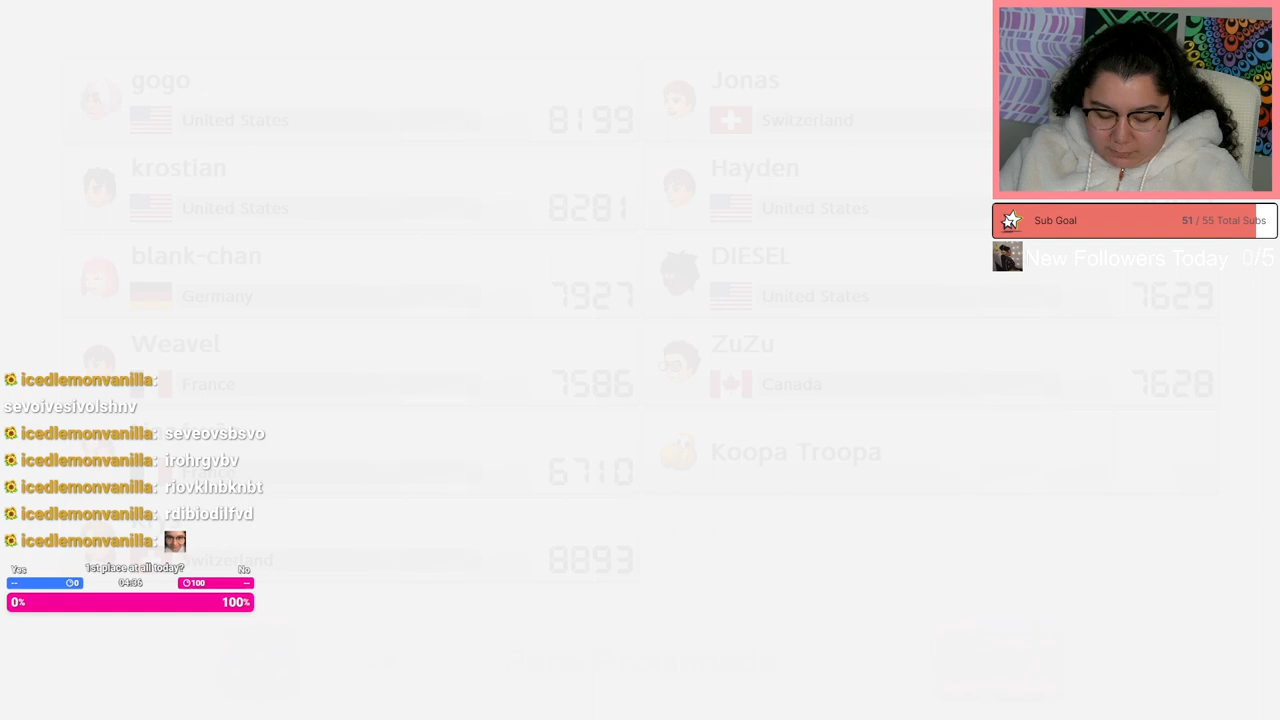 gogo
United States 8199
Jonas
Switzerland
krostian
United States 8281
Hayden
United States
blank-chan
Germany 7927
DIESEL
United States 7629
Weavel
France 7586
ZuZu
Canada 7628
6710
Koopa Troopa
Switzerland 8893
Sub Goal 51 / 55 Total Subs
New Followers Today 0/5
icedlemonvanilla:
sevoivesivolshnv
icedlemonvanilla: seveovsbsvo
icedlemonvanilla: irohrgvbv
icedlemonvanilla: riovklnbknbt
icedlemonvanilla: rdibiodilfvd
icedlemonvanilla:
Yes 1st place at all today? No
-- 0 04:36 100 --
0% 100%